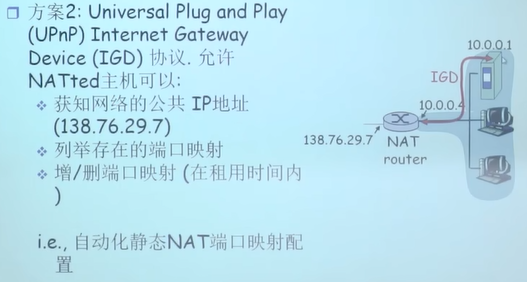 方案2: Universal Plug and Play
(UPnP) Internet Gateway
Device (IGD) 协议. 允许
NATted主机可以:
获知网络的公共 IP地址
(138.76.29.7)
列举存在的端口映射
增/删端口映射 (在租用时间内
)
i.e., 自动化静态NAT端口映射配
置
10.0.0.1
IGD
10.0.0.4
138.76.29.7
NAT
router